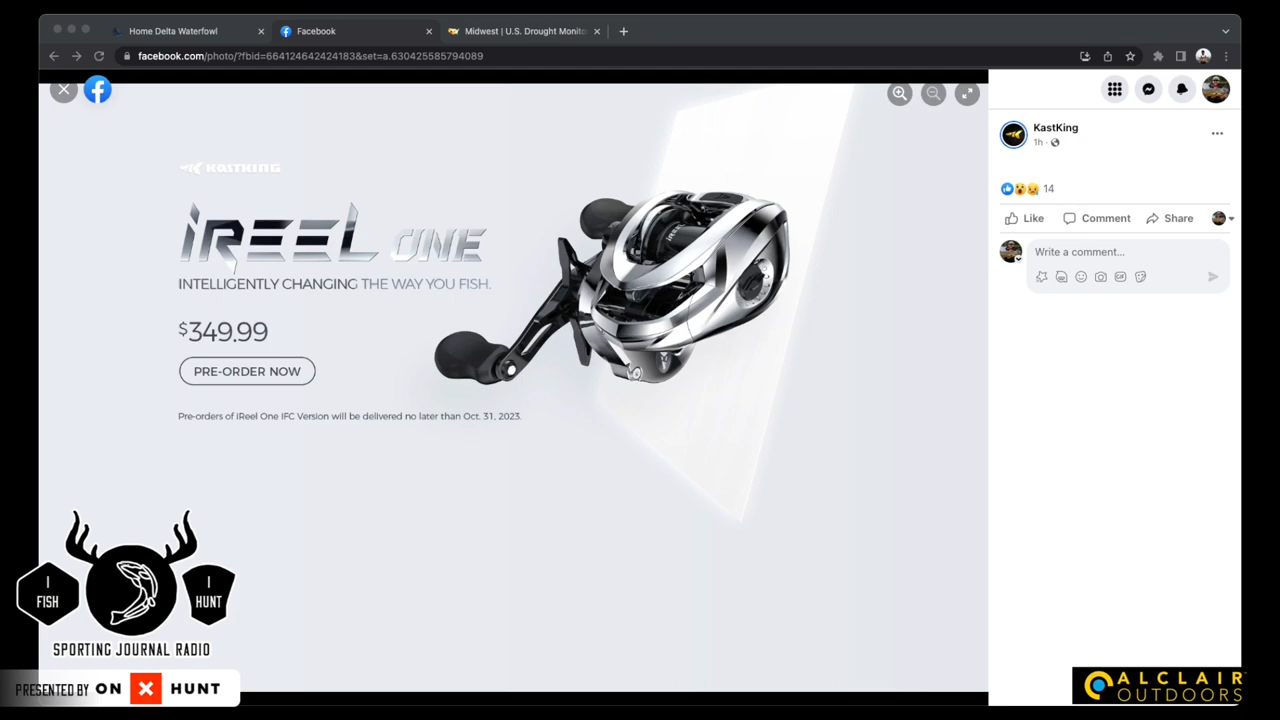 Home Delta Waterfowl
Facebook
Midwest | U.S. Drought Monito
facebook.com/photo/?fbid=664124642424183&set=a.630425585794089
KastKing
1h
KASTKING
iREEL ONE
INTELLIGENTLY CHANGING THE WAY YOU FISH.
$349.99
PRE-ORDER NOW
Pre-orders of iReel One IFC Version will be delivered no later than Oct. 31, 2023.
14
Like
Comment
Share
Write a comment...
GIF
I FISH
I HUNT
SPORTING JOURNAL RADIO
PRESENTED BY ON X HUNT
ALCLAIR
OUTDOORS